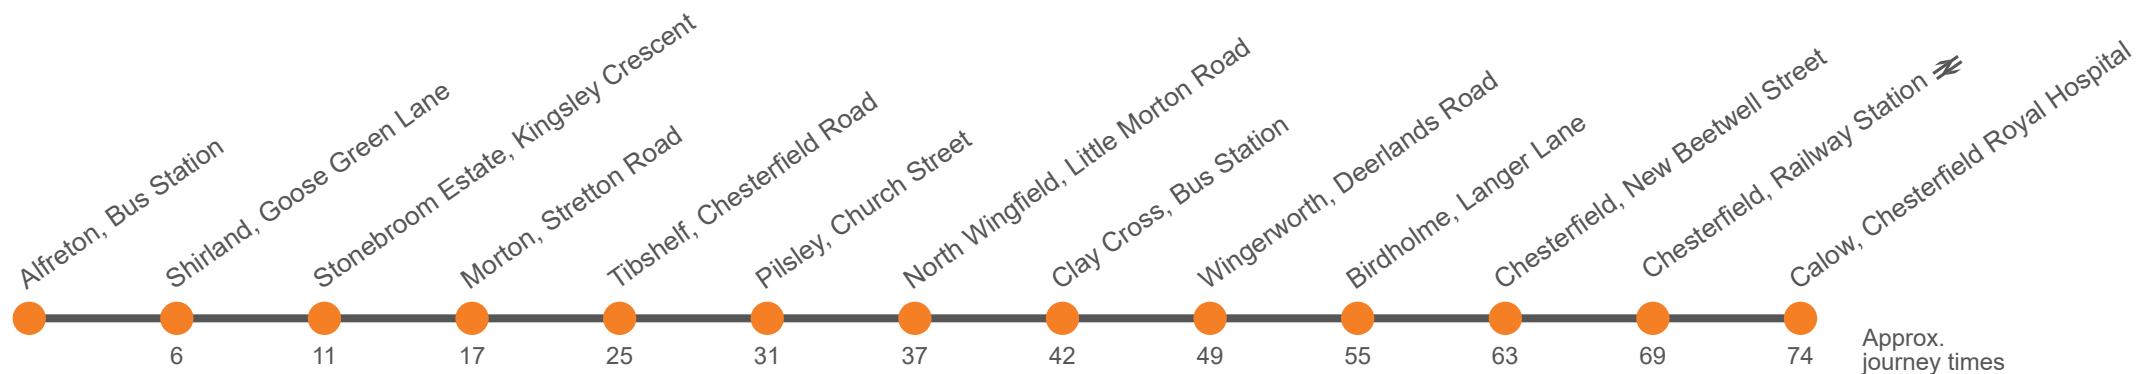 Alfreton, Bus Station
Shirland, Goose Green Lane
Stonebroom Estate, Kingsley Crescent
Morton, Stretton Road
Tibshelf, Chesterfield Road
Pilsley, Church Street
North Wingfield, Little Morton Road
Clay Cross, Bus Station
Wingerworth, Deerlands Road
Birdholme, Langer Lane
Chesterfield, New Beetwell Street
Chesterfield, Railway Station
Calow, Chesterfield Royal Hospital
6 11 17 25 31 37 42 49 55 63 69 74
Approx.
journey times